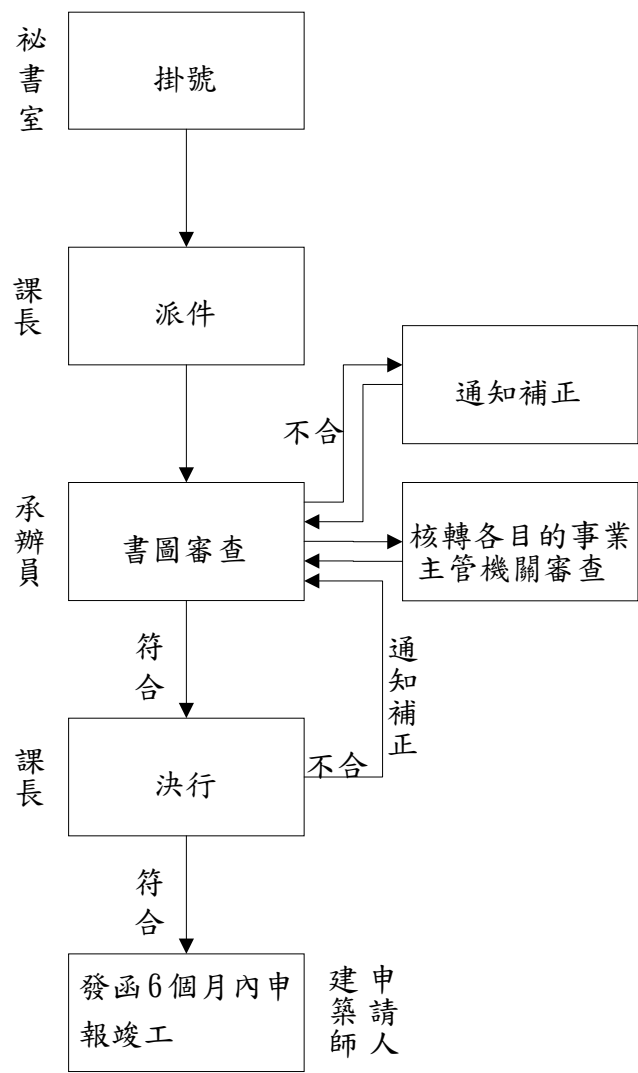 祕書室
掛號
課長
派件
通知補正
不合
承辦員
書圖審查
核轉各目的事業
主管機關審查
符合
通知補正
課長
決行
不合
符合
發函6個月內申
報竣工
申請人
建築師